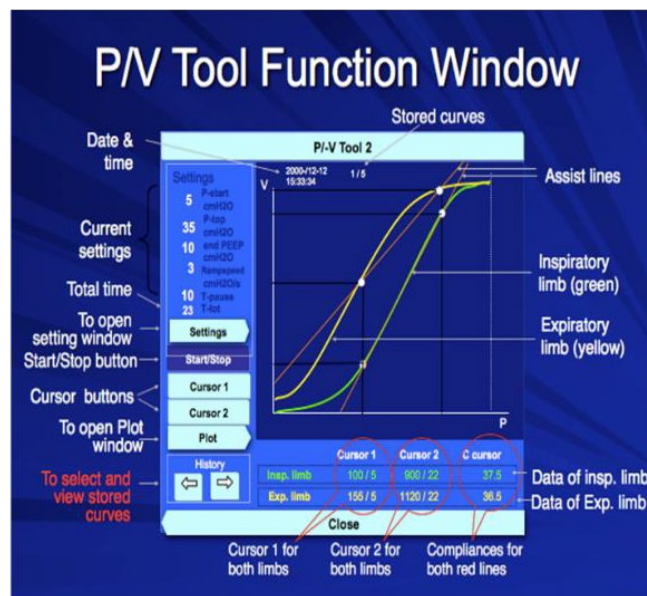 P/V Tool Function Window
Stored curves
Date &
time
P/-V Tool 2
2000-/12-12
15:33:34
1 / 5
V
Assist lines
Settings
5 P-start
cmH2O
35 P-top
cmH2O
10 end PEEP
cmH2O
3 Rampspeed
cmH2O/s
10 T-pause
23 T-tot
Current
settings
Total time
To open
setting window
Settings
Start/Stop button
Start/Stop
Cursor buttons
Cursor 1
Cursor 2
To open Plot
window
Plot
Inspiratory
limb (green)
Expiratory
limb (yellow)
P
To select and
view stored
curves
History
Cursor 1 Cursor 2 C cursor
Insp. limb 100 / 5 900 / 22 37.5
Exp. limb 155 / 5 1120 / 22 36.5
Data of insp. limb
Data of Exp. limb
Close
Cursor 1 for
both limbs
Cursor 2 for
both limbs
Compliances for
both red lines